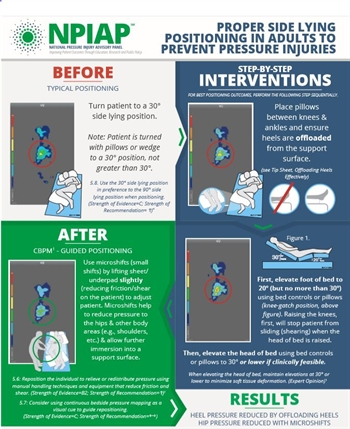 NPIAP
NATIONAL PRESSURE INJURY ADVISORY PANEL
PROPER SIDE LYING
POSITIONING IN ADULTS TO
PREVENT PRESSURE INJURIES
BEFORE
TYPICAL POSITIONING
Turn patient to a 30°
side lying position.
Note: Patient is turned
with pillows or wedge
to a 30° position, not
greater than 30°.
5.8. Use the 30° side lying position
in preference to the 90° side
lying position when positioning.
(Strength of Evidence=C; Strength of
Recommendation=
STEP-BY-STEP
INTERVENTIONS
FOR BEST POSITIONING OUTCOMES, PERFORM THE FOLLOWING STEP SEQUENTIALLY:
Place pillows
between knees &
ankles and ensure
heels are offloaded
from the support
surface.
(see Tip Sheet, Offloading Heels
Effectively)
AFTER
CBPM¹ - GUIDED POSITIONING
Use microshifts (small
shifts) by lifting sheet/
underpad slightly
(reducing friction/shear
on the patient) to adjust
patient. Microshifts help
to reduce pressure to
the hips & other body
areas (e.g., shoulders,
etc.) & allow further
immersion into a
support surface.
5.6: Reposition the individual to relieve or redistribute pressure using
manual handling techniques and equipment that reduce friction and
shear. (Strength of Evidence=B2; Strength of Recommendation=
5.7: Consider using continuous bedside pressure mapping as a
visual cue to guide repositioning.
(Strength of Evidence=C; Strength of Recommendation=
Figure 1.
First, elevate foot of bed to
20° (but no more than 30°)
using bed controls or pillows
(knee-gatch position, above
figure). Raising the knees,
first, will stop patient from
sliding (shearing) when the
head of bed is raised.
Then, elevate the head of bed using bed controls
or pillows to 30° or lower if clinically feasible.
When elevating the head of bed, maintain elevations at 30° or
lower to minimize soft tissue deformation. (Expert Opinion)
RESULTS
HEEL PRESSURE REDUCED BY OFFLOADING HEELS
HIP PRESSURE REDUCED WITH MICROSHIFTS